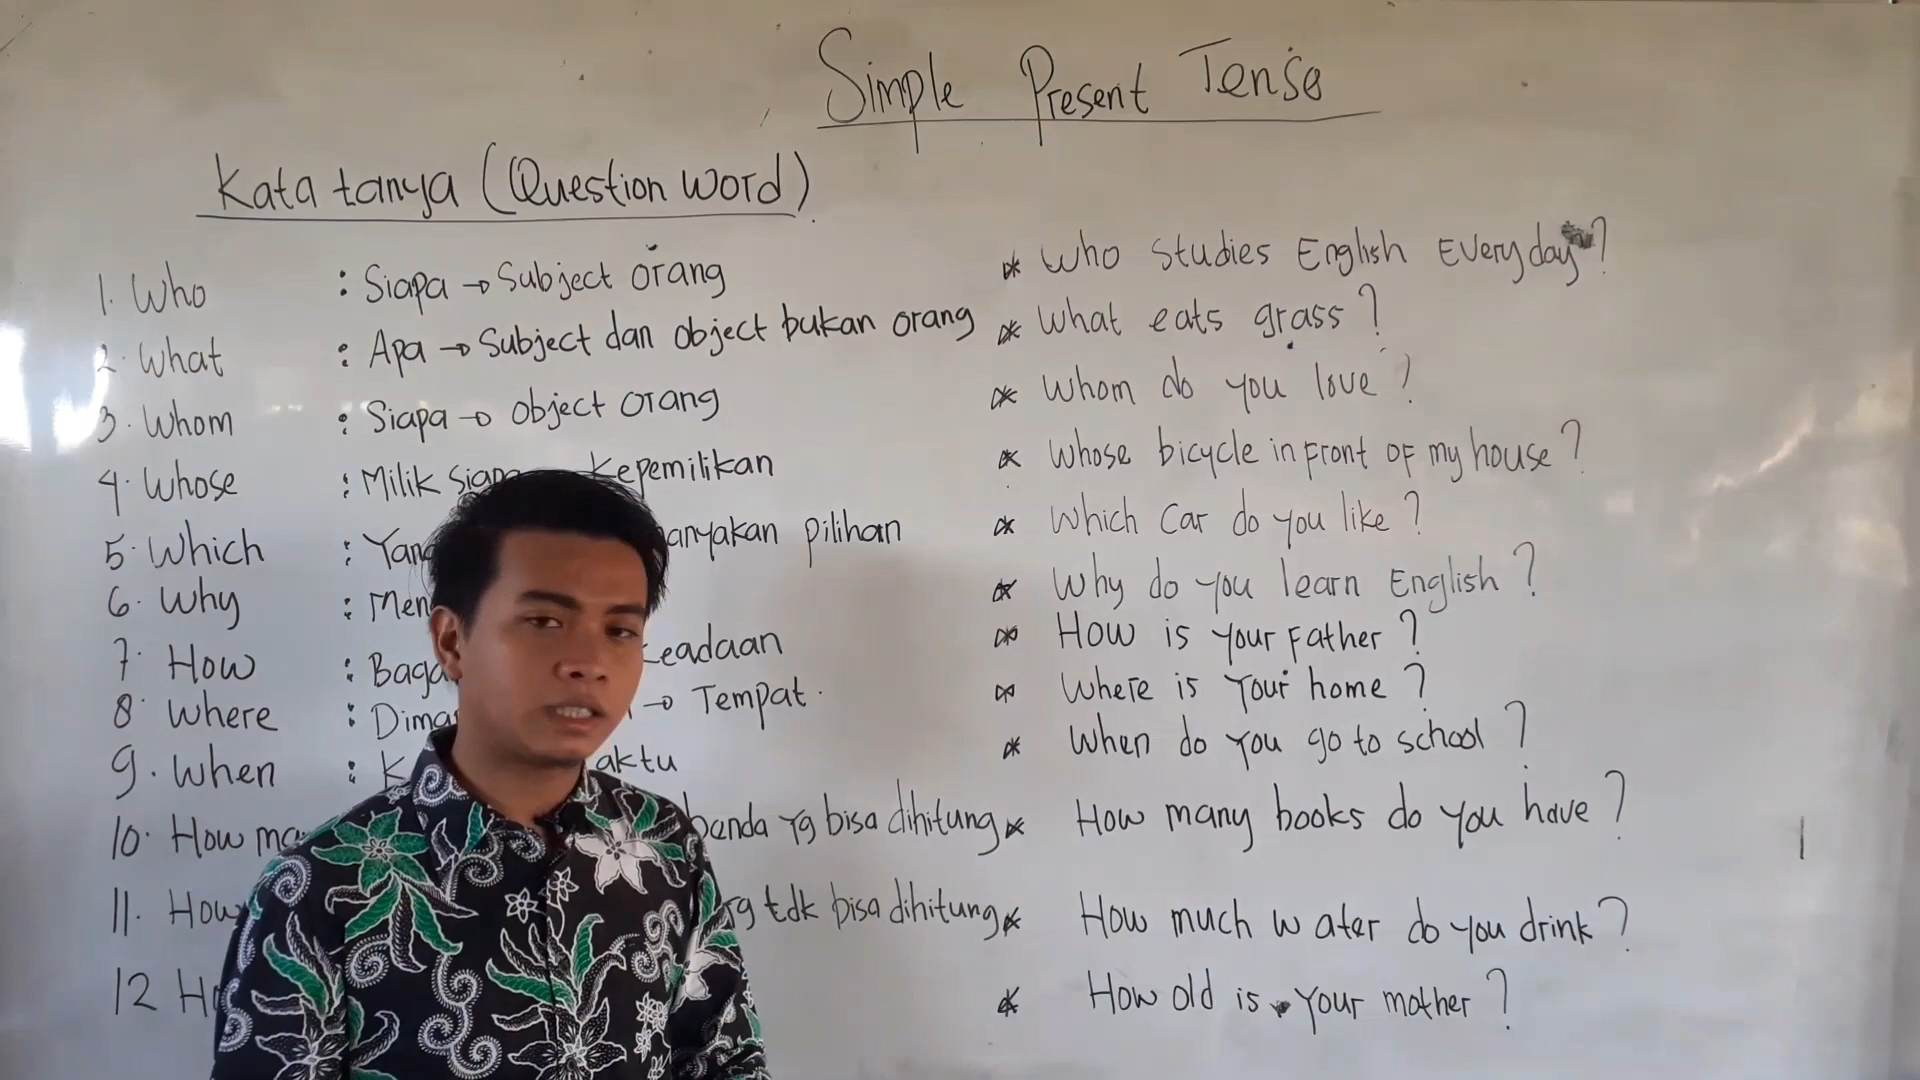 Simple Present Tense
Kata tanya (Question Word)
1. Who : Siapa → Subject orang
2. What : Apa → Subject dan object bukan orang
3. Whom : Siapa → object orang
4. Whose : Milik Kepemilikan
5. Which : pilihan
6. Why :
7. How : keadaan
8. Where : → Tempat.
9. When :
10. How benda yg bisa dihitung
11. How yg tdk bisa dihitung
12
* Who Studies English Everyday?
* What eats grass?
* Whom do you love?
* Whose bicycle in front of my house?
* Which Car do you like?
* Why do you learn English?
* How is your Father?
* Where is Your home?
* When do you go to school?
* How many books do you have?
* How much water do you drink?
* How old is your mother?